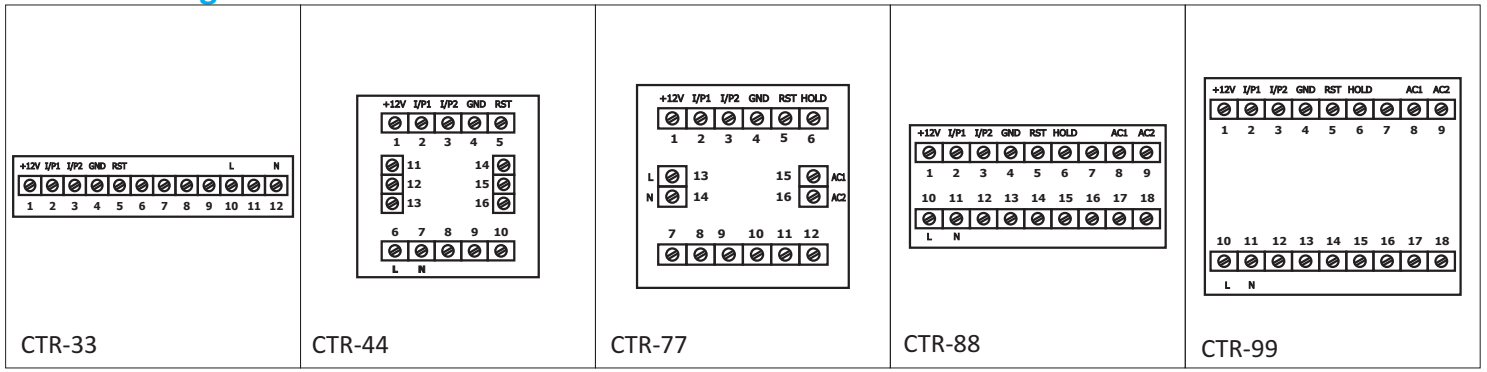 +12V I/P1 I/P2 GND RST L N
1 2 3 4 5 6 7 8 9 10 11 12
CTR-33
+12V I/P1 I/P2 GND RST
1 2 3 4 5
11 14
12 15
13 16
6 7 8 9 10
L N
CTR-44
+12V I/P1 I/P2 GND RST HOLD
1 2 3 4 5 6
L 13 15 AC1
N 14 16 AC2
7 8 9 10 11 12
CTR-77
+12V I/P1 I/P2 GND RST HOLD AC1 AC2
1 2 3 4 5 6 7 8 9
10 11 12 13 14 15 16 17 18
L N
CTR-88
+12V I/P1 I/P2 GND RST HOLD AC1 AC2
1 2 3 4 5 6 7 8 9
10 11 12 13 14 15 16 17 18
L N
CTR-99